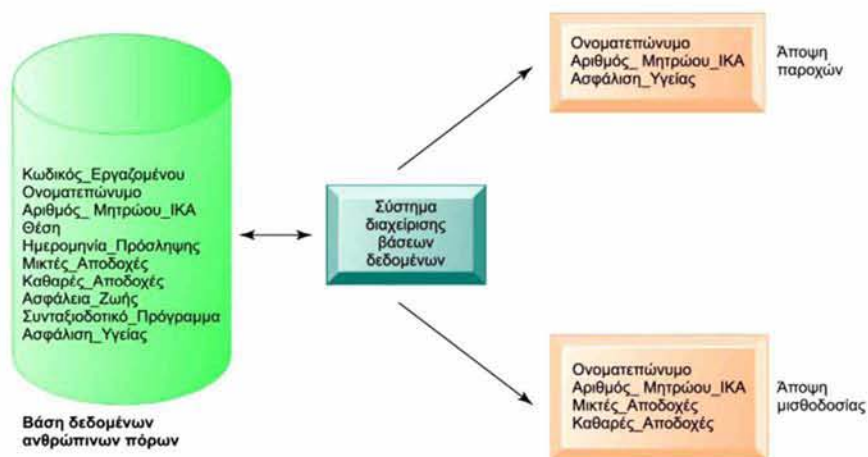 Κωδικός_Εργαζομένου
Ονοματεπώνυμο
Αριθμός_ Μητρώου_ΙΚΑ
Θέση
Ημερομηνία_Πρόσληψης
Μικτές_Αποδοχές
Καθαρές_Αποδοχές
Ασφάλεια_Ζωής
Συνταξιοδοτικό_Πρόγραμμα
Ασφάλιση_Υγείας
Βάση δεδομένων
ανθρώπινων πόρων
Σύστημα
διαχείρισης
βάσεων
δεδομένων
Ονοματεπώνυμο
Αριθμός_ Μητρώου_ΙΚΑ
Ασφάλιση_Υγείας
Άποψη
παροχών
Ονοματεπώνυμο
Αριθμός_ Μητρώου_ΙΚΑ
Μικτές_Αποδοχές
Καθαρές_Αποδοχές
Άποψη
μισθοδοσίας